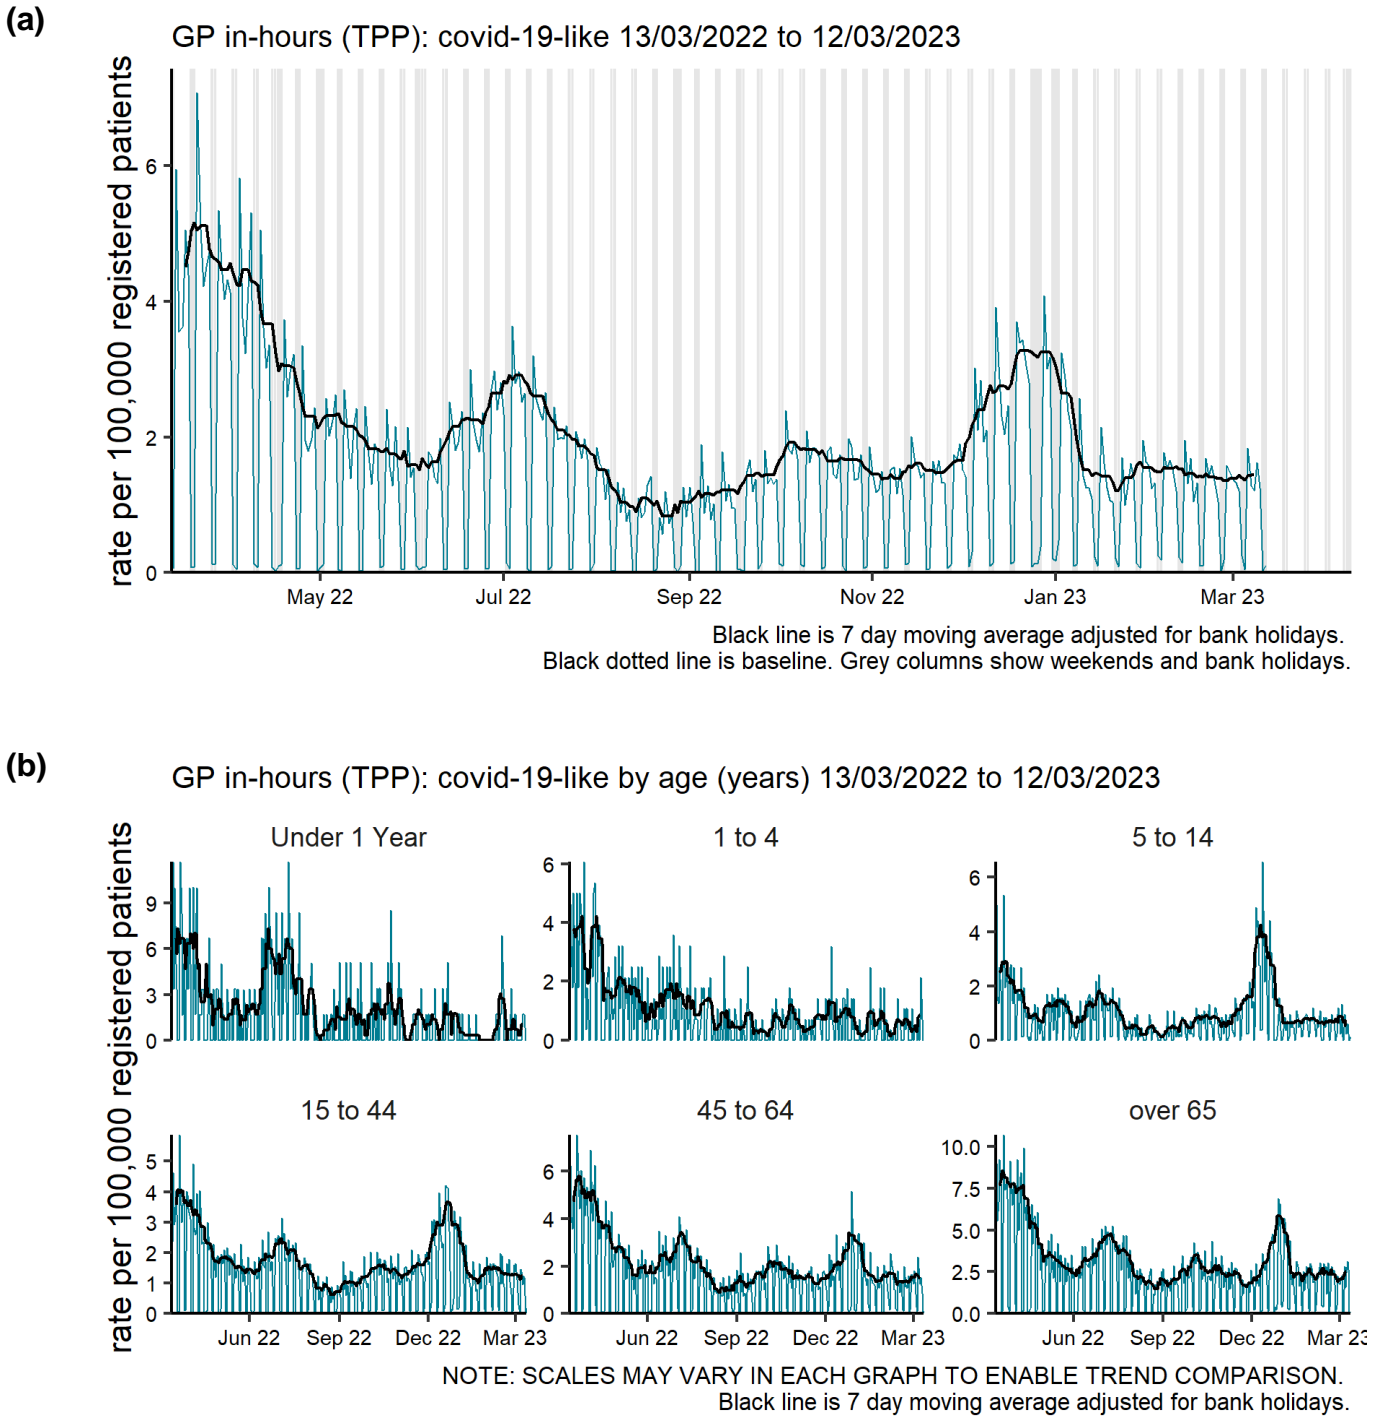 (a)
GP in-hours (TPP): covid-19-like 13/03/2022 to 12/03/2023
rate per 100,000 registered patients
6
4
2
0
May 22 Jul 22 Sep 22 Nov 22 Jan 23 Mar 23
Black line is 7 day moving average adjusted for bank holidays.
Black dotted line is baseline. Grey columns show weekends and bank holidays.
(b)
GP in-hours (TPP): covid-19-like by age (years) 13/03/2022 to 12/03/2023
rate per 100,000 registered patients
Under 1 Year
9
6
3
0
1 to 4
6
4
2
0
5 to 14
6
4
2
0
15 to 44
5
4
3
2
1
0
Jun 22 Sep 22 Dec 22 Mar 23
45 to 64
6
4
2
0
Jun 22 Sep 22 Dec 22 Mar 23
over 65
10.0
7.5
5.0
2.5
0.0
Jun 22 Sep 22 Dec 22 Mar 23
NOTE: SCALES MAY VARY IN EACH GRAPH TO ENABLE TREND COMPARISON.
Black line is 7 day moving average adjusted for bank holidays.